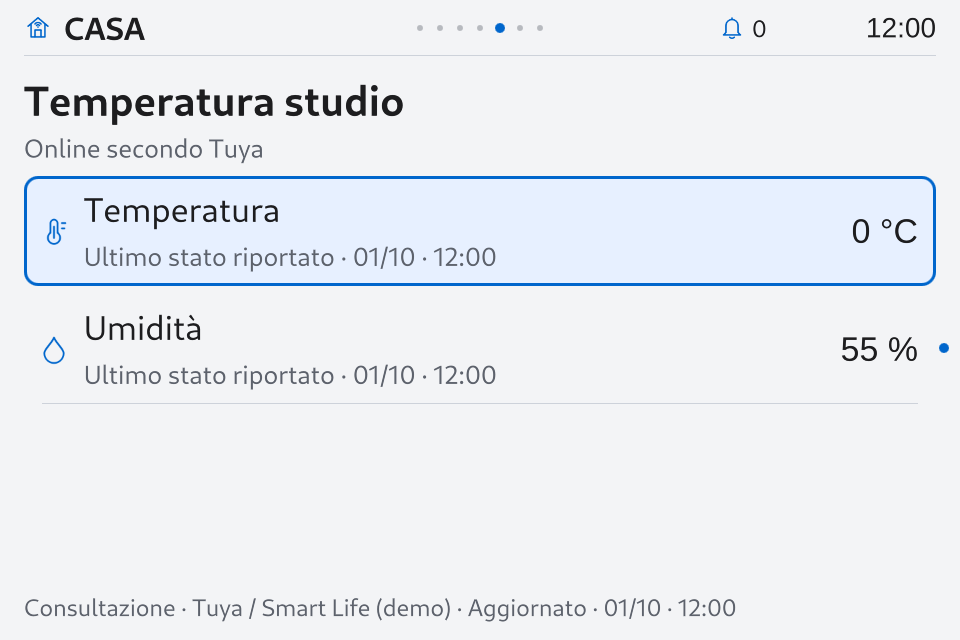 CASA
0
12:00
Temperatura studio
Online secondo Tuya
Temperatura
0 °C
Ultimo stato riportato · 01/10 · 12:00
Umidità
55 %
Ultimo stato riportato · 01/10 · 12:00
Consultazione · Tuya / Smart Life (demo) · Aggiornato · 01/10 · 12:00